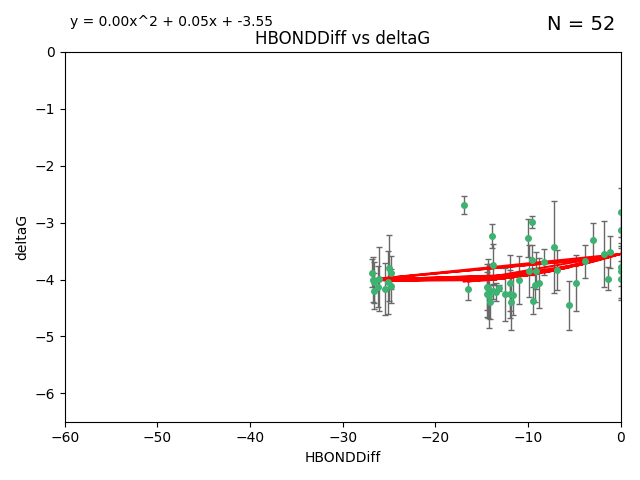 y = 0.00x^2 + 0.05x + -3.55
N = 52
HBONDDiff vs deltaG
0
−1
−2
−3
−4
−5
−6
deltaG
−60 −50 −40 −30 −20 −10 0
HBONDDiff